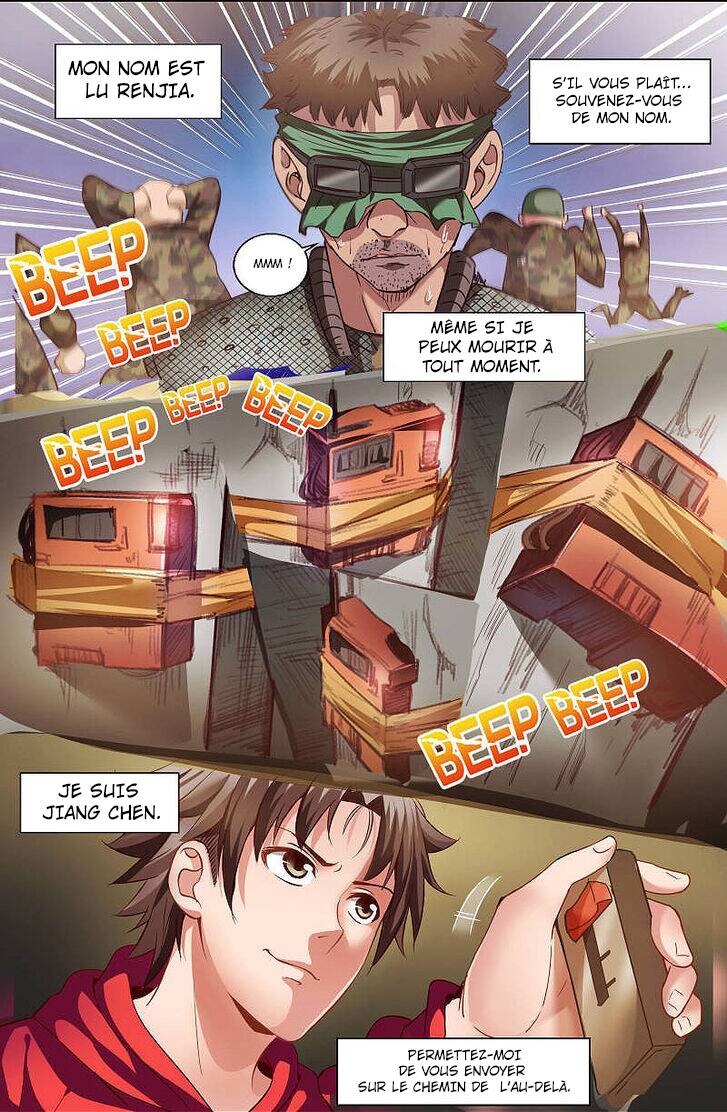 MON NOM EST
LU RENJIA.
S'IL VOUS PLAÎT...
SOUVENEZ-VOUS
DE MON NOM.
BEEP
MMM !
BEEP
MÊME SI JE
PEUX MOURIR À
TOUT MOMENT.
BEEP
BEEP
BEEP
BEEP
BEEP
JE SUIS
JIANG CHEN.
PERMETTEZ-MOI
DE VOUS ENVOYER
SUR LE CHEMIN DE L'AU-DELÀ.